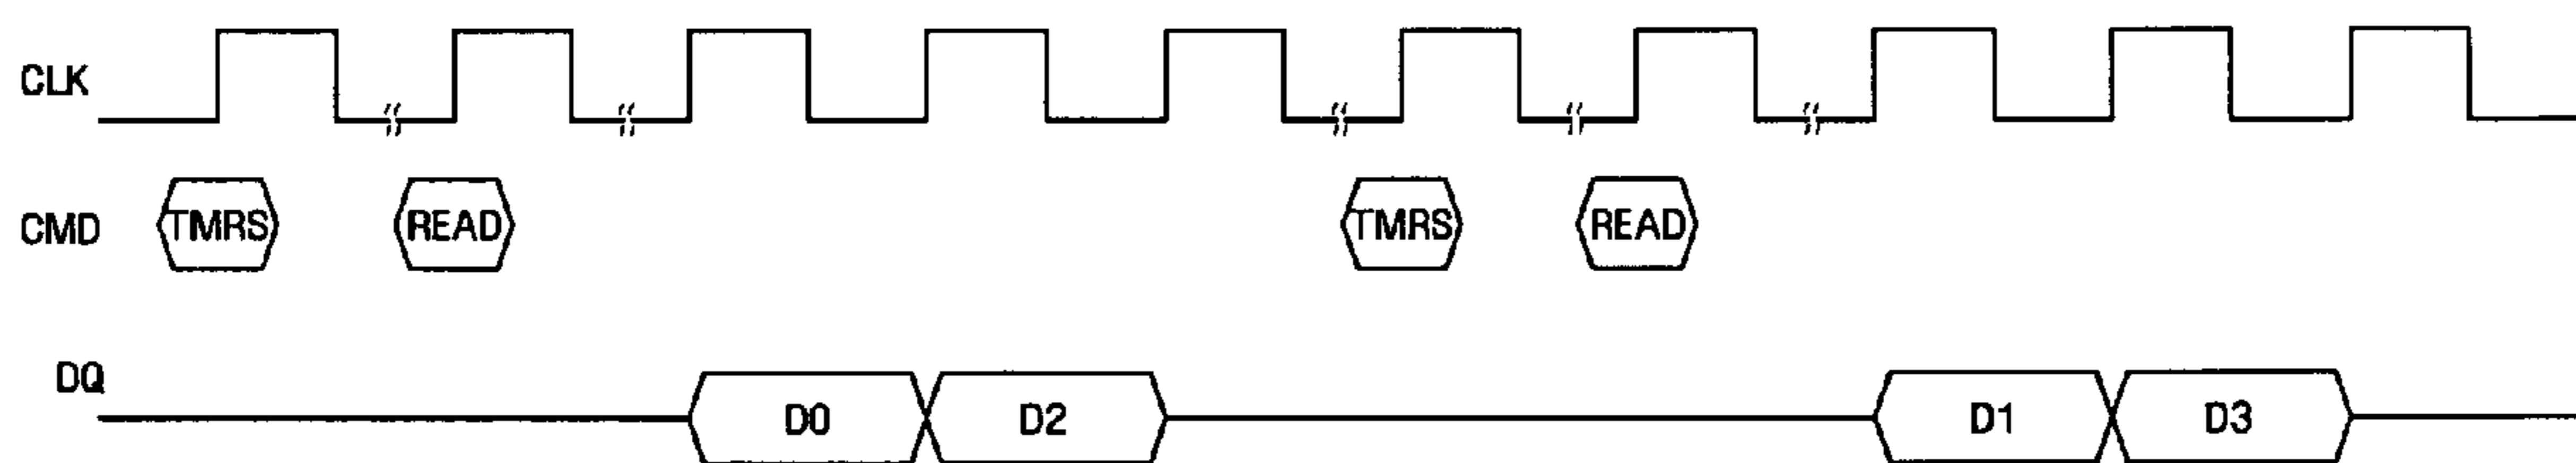 CLK
CMD TMRS READ TMRS READ
DQ D0 D2 D1 D3